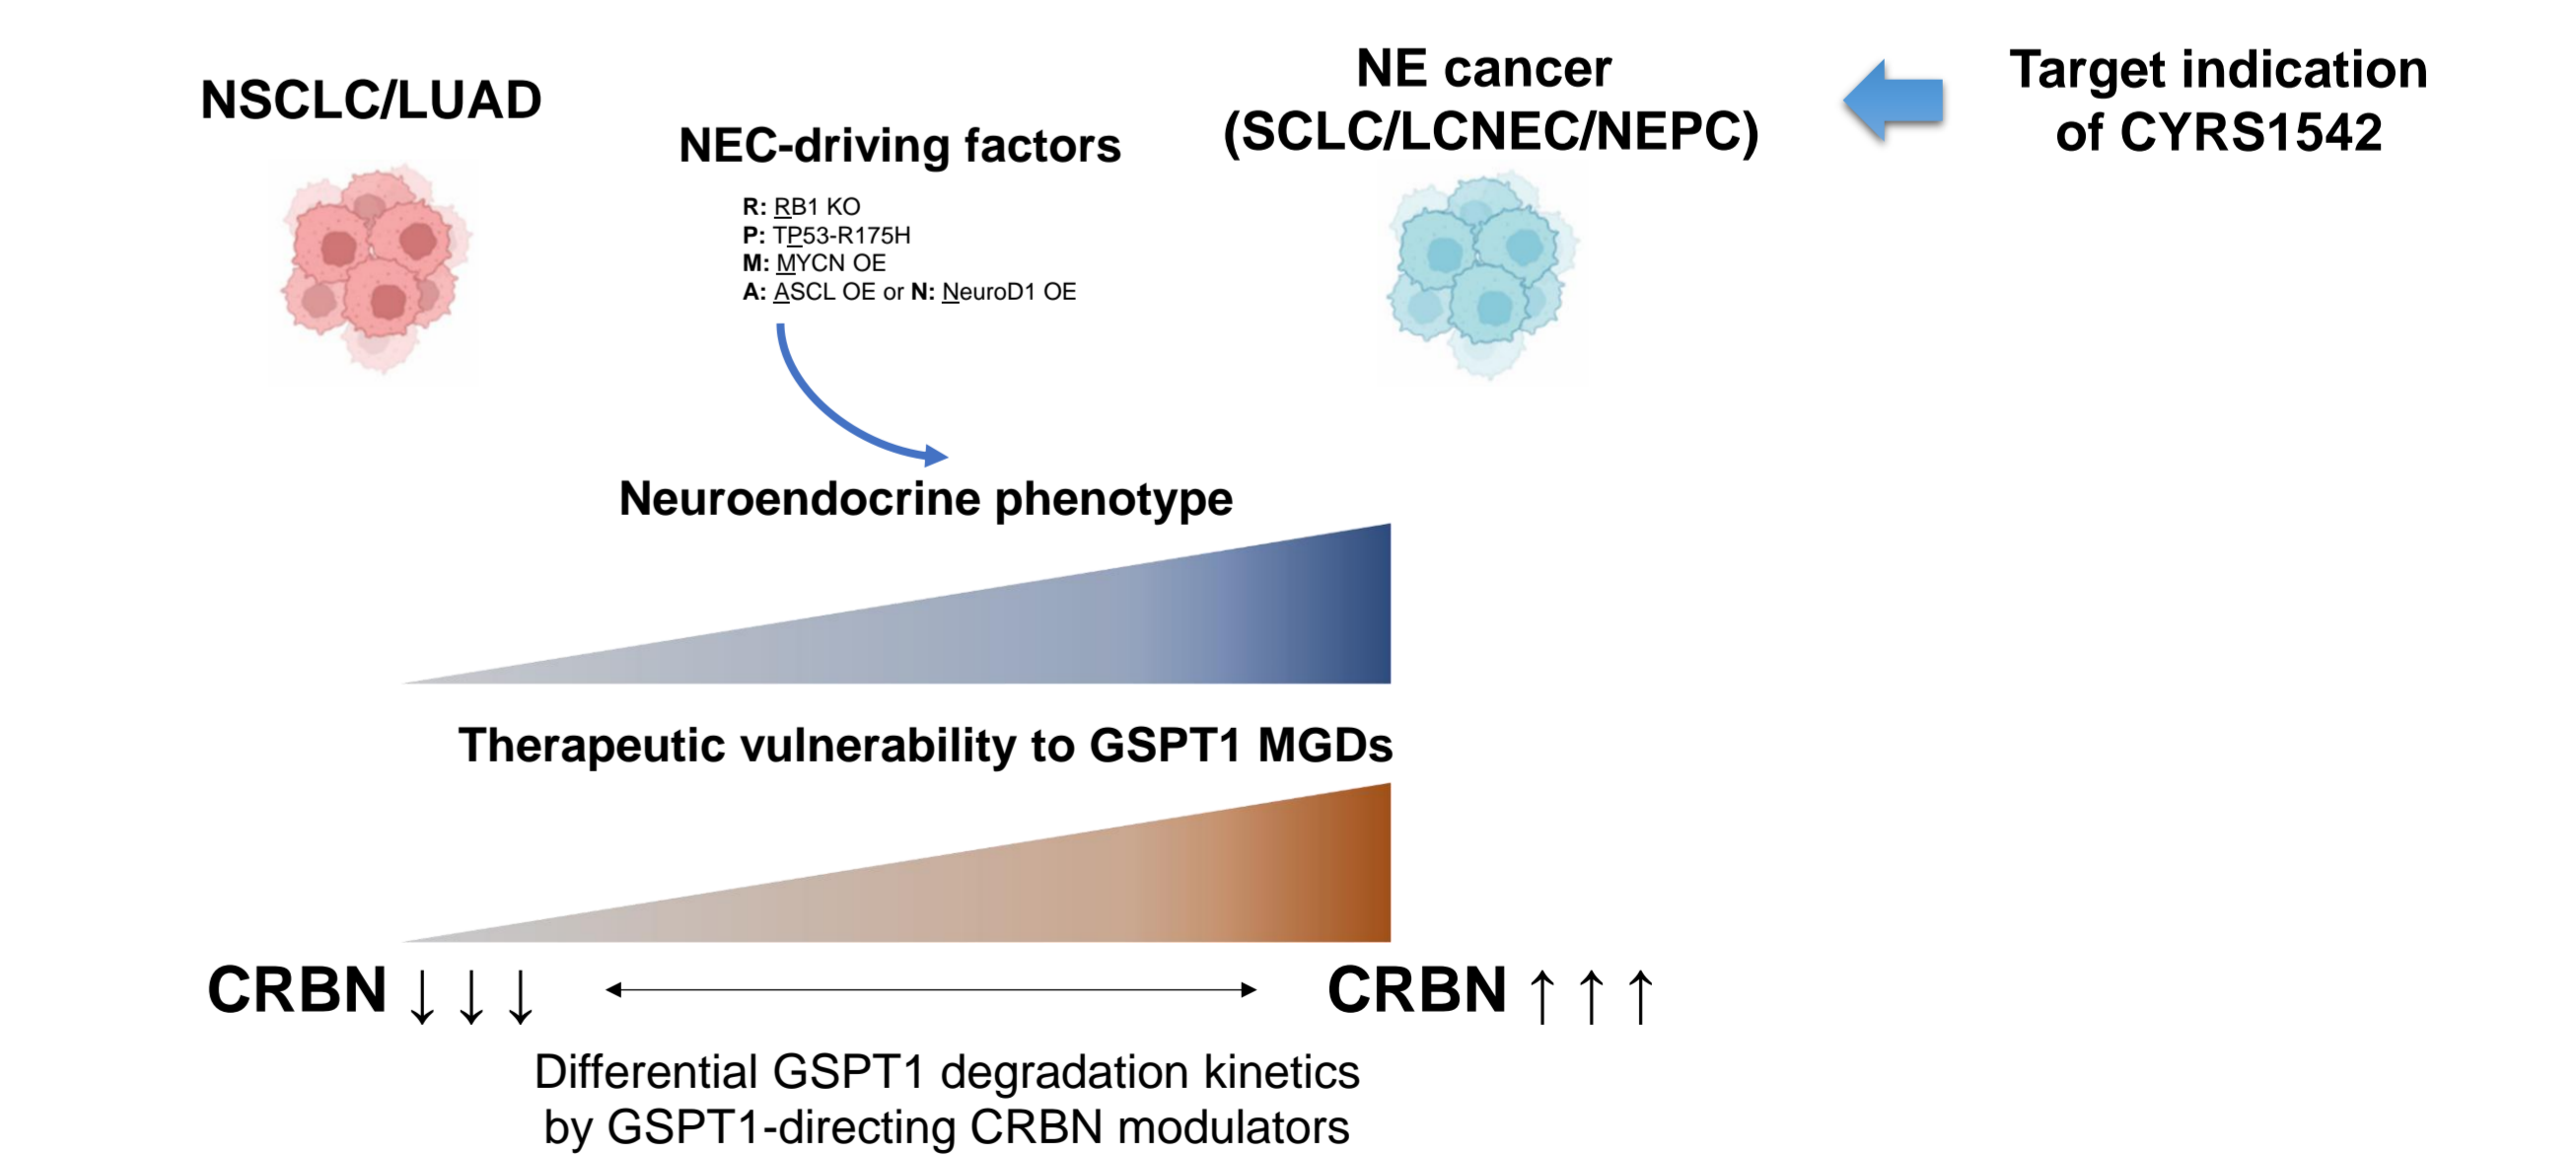 NSCLC/LUAD
NEC-driving factors
R: RB1 KO
P: TP53-R175H
M: MYCN OE
A: ASCL OE or N: NeuroD1 OE
NE cancer
(SCLC/LCNEC/NEPC)
Target indication
of CYRS1542
Neuroendocrine phenotype
Therapeutic vulnerability to GSPT1 MGDs
CRBN ↓ ↓ ↓
CRBN ↑ ↑ ↑
Differential GSPT1 degradation kinetics
by GSPT1-directing CRBN modulators